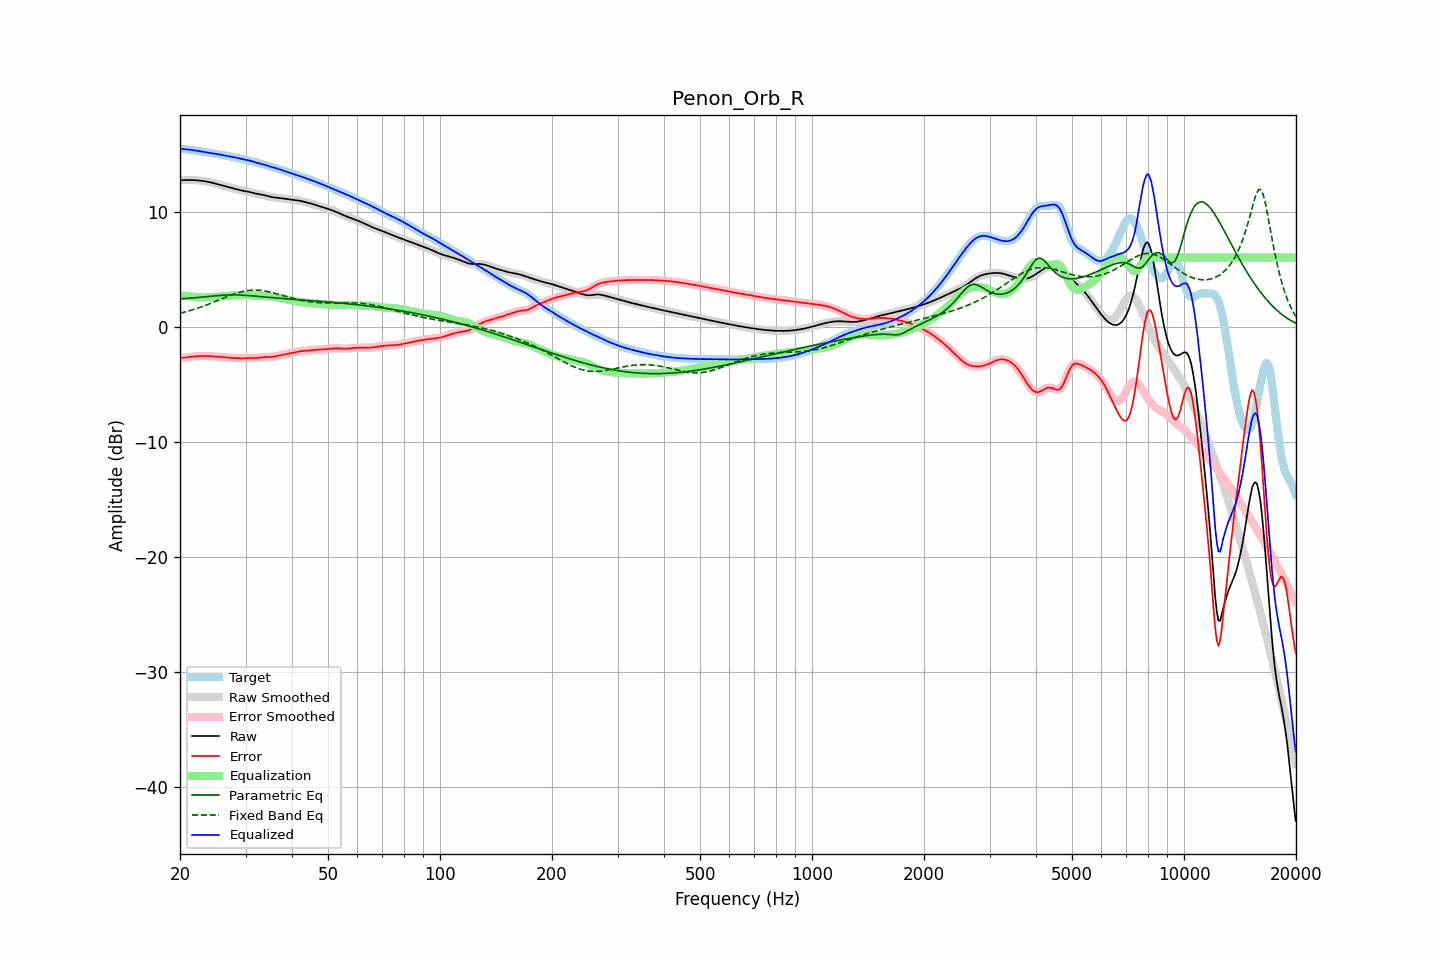 Penon_Orb_R
Amplitude (dBr)
10
0
−10
−20
−30
−40
Target
Raw Smoothed
Error Smoothed
Raw
Error
Equalization
Parametric Eq
Fixed Band Eq
Equalized
20 50 100 200 500 1000 2000 5000 10000 20000
Frequency (Hz)